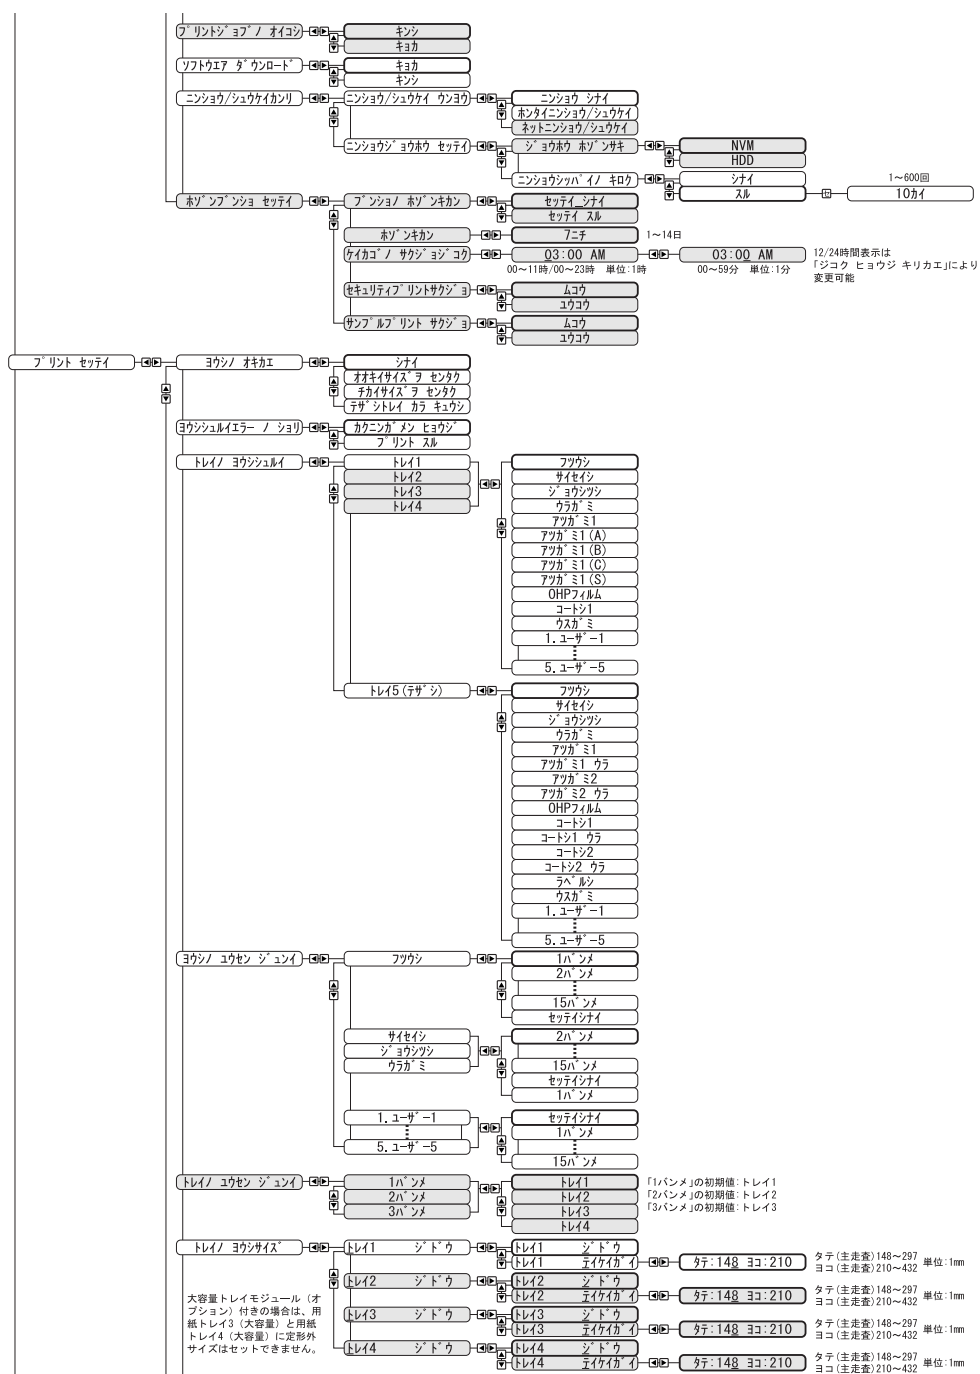 プリントジョブノ オイコシ
キンシ
キョカ
ソフトウエア ダウンロード
キョカ
キンシ
ニンショウ/シュウケイカンリ
ニンショウ/シュウケイ ウンヨウ
ニンショウ シナイ
ホンタイニンショウ/シュウケイ
ネットニンショウ/シュウケイ
ニンショウジョウホウ セッテイ
ジョウホウ ホゾンサキ
NVM
HDD
ニンショウシッパイノ キロク
シナイ
スル
セ
1～600回
10カイ
ホゾンブンショ セッテイ
ブンショノ ホゾンキカン
セッテイ シナイ
セッテイ スル
ホゾンキカン
7ニチ
1～14日
ケイカゴノ サクジョジコク
03:00 AM
00～11時/00～23時 単位:1時
03:00 AM
00～59分 単位:1分
12/24時間表示は
「ジコク ヒョウジ キリカエ」により
変更可能
セキュリティプリントサクジョ
ムコウ
ユウコウ
サンプルプリント サクジョ
ムコウ
ユウコウ
プリント セッテイ
ヨウシノ オキカエ
シナイ
オオキイサイズヲ センタク
チカイサイズヲ センタク
テザシトレイ カラ キュウシ
ヨウシシュルイエラー ノ ショリ
カクニンガメン ヒョウジ
プリント スル
トレイノ ヨウシシュルイ
トレイ1
トレイ2
トレイ3
トレイ4
フツウシ
サイセイシ
ジョウシツシ
ウラガミ
アツガミ1
アツガミ1(A)
アツガミ1(B)
アツガミ1(C)
アツガミ1(S)
OHPフィルム
コートシ1
ウスガミ
1.ユーザー1
5.ユーザー5
トレイ5(テザシ)
フツウシ
サイセイシ
ジョウシツシ
ウラガミ
アツガミ1
アツガミ1 ウラ
アツガミ2
アツガミ2 ウラ
OHPフィルム
コートシ1
コートシ1 ウラ
コートシ2
コートシ2 ウラ
ラベルシ
ウスガミ
1.ユーザー1
5.ユーザー5
ヨウシノ ユウセン ジュンイ
フツウシ
1バンメ
2バンメ
15バンメ
セッテイシナイ
サイセイシ
ジョウシツシ
ウラガミ
2バンメ
15バンメ
セッテイシナイ
1バンメ
1.ユーザー1
5.ユーザー5
セッテイシナイ
1バンメ
15バンメ
トレイノ ユウセン ジュンイ
1バンメ
2バンメ
3バンメ
トレイ1
トレイ2
トレイ3
トレイ4
「1バンメ」の初期値:トレイ1
「2バンメ」の初期値:トレイ2
「3バンメ」の初期値:トレイ3
トレイノ ヨウシサイズ
大容量トレイモジュール(オ
プション)付きの場合は、用
紙トレイ3(大容量)と用紙
トレイ4(大容量)に定形外
サイズはセットできません。
トレイ1 ジドウ
トレイ1 ジドウ
トレイ1 テイケイガイ
タテ:148 ヨコ:210
タテ(主走査)148～297
ヨコ(主走査)210～432 単位:1mm
トレイ2 ジドウ
トレイ2 ジドウ
トレイ2 テイケイガイ
タテ:148 ヨコ:210
タテ(主走査)148～297
ヨコ(主走査)210～432 単位:1mm
トレイ3 ジドウ
トレイ3 ジドウ
トレイ3 テイケイガイ
タテ:148 ヨコ:210
タテ(主走査)148～297
ヨコ(主走査)210～432 単位:1mm
トレイ4 ジドウ
トレイ4 ジドウ
トレイ4 テイケイガイ
タテ:148 ヨコ:210
タテ(主走査)148～297
ヨコ(主走査)210～432 単位:1mm